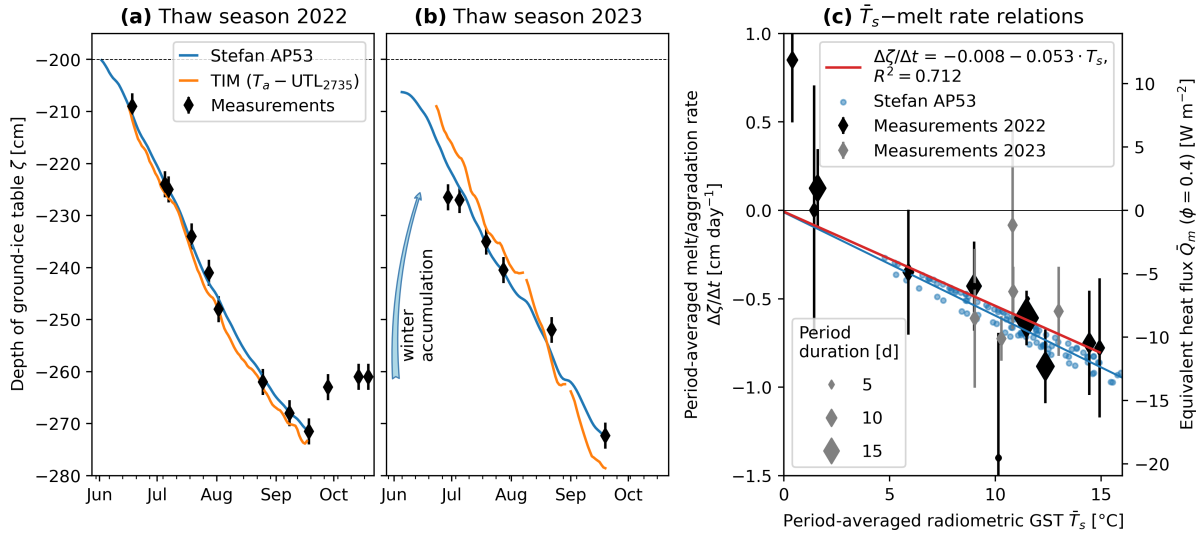 (a) Thaw season 2022
Depth of ground-ice table ζ [cm]
−200
−210
−220
−230
−240
−250
−260
−270
−280
Jun
Jul
Aug
Sep
Oct
Stefan AP53
TIM (Ta − UTL2735)
Measurements
(b) Thaw season 2023
winter
accumulation
Jun
Jul
Aug
Sep
Oct
(c) T̄s−melt rate relations
Period-averaged melt/aggradation rate
Δζ/Δt [cm day−1]
1.0
0.5
0.0
−0.5
−1.0
−1.5
Δζ/Δt = −0.008 − 0.053 · Ts,
R2 = 0.712
Stefan AP53
Measurements 2022
Measurements 2023
Period
duration [d]
5
10
15
0
5
10
15
Period-averaged radiometric GST T̄s [°C]
10
5
0
−5
−10
−15
−20
Equivalent heat flux Q̄m (ϕ = 0.4) [W m−2]